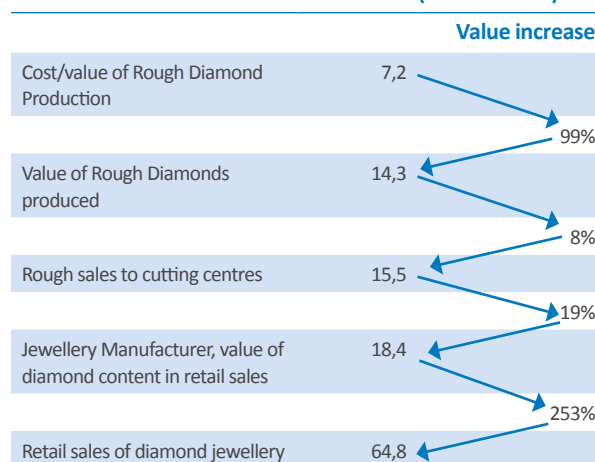 Value increase
Cost/value of Rough Diamond 7,2
Production
99%
Value of Rough Diamonds 14,3
produced
8%
Rough sales to cutting centres 15,5
19%
Jewellery Manufacturer, value of 18,4
diamond content in retail sales
253%
Retail sales of diamond jewellery 64,8